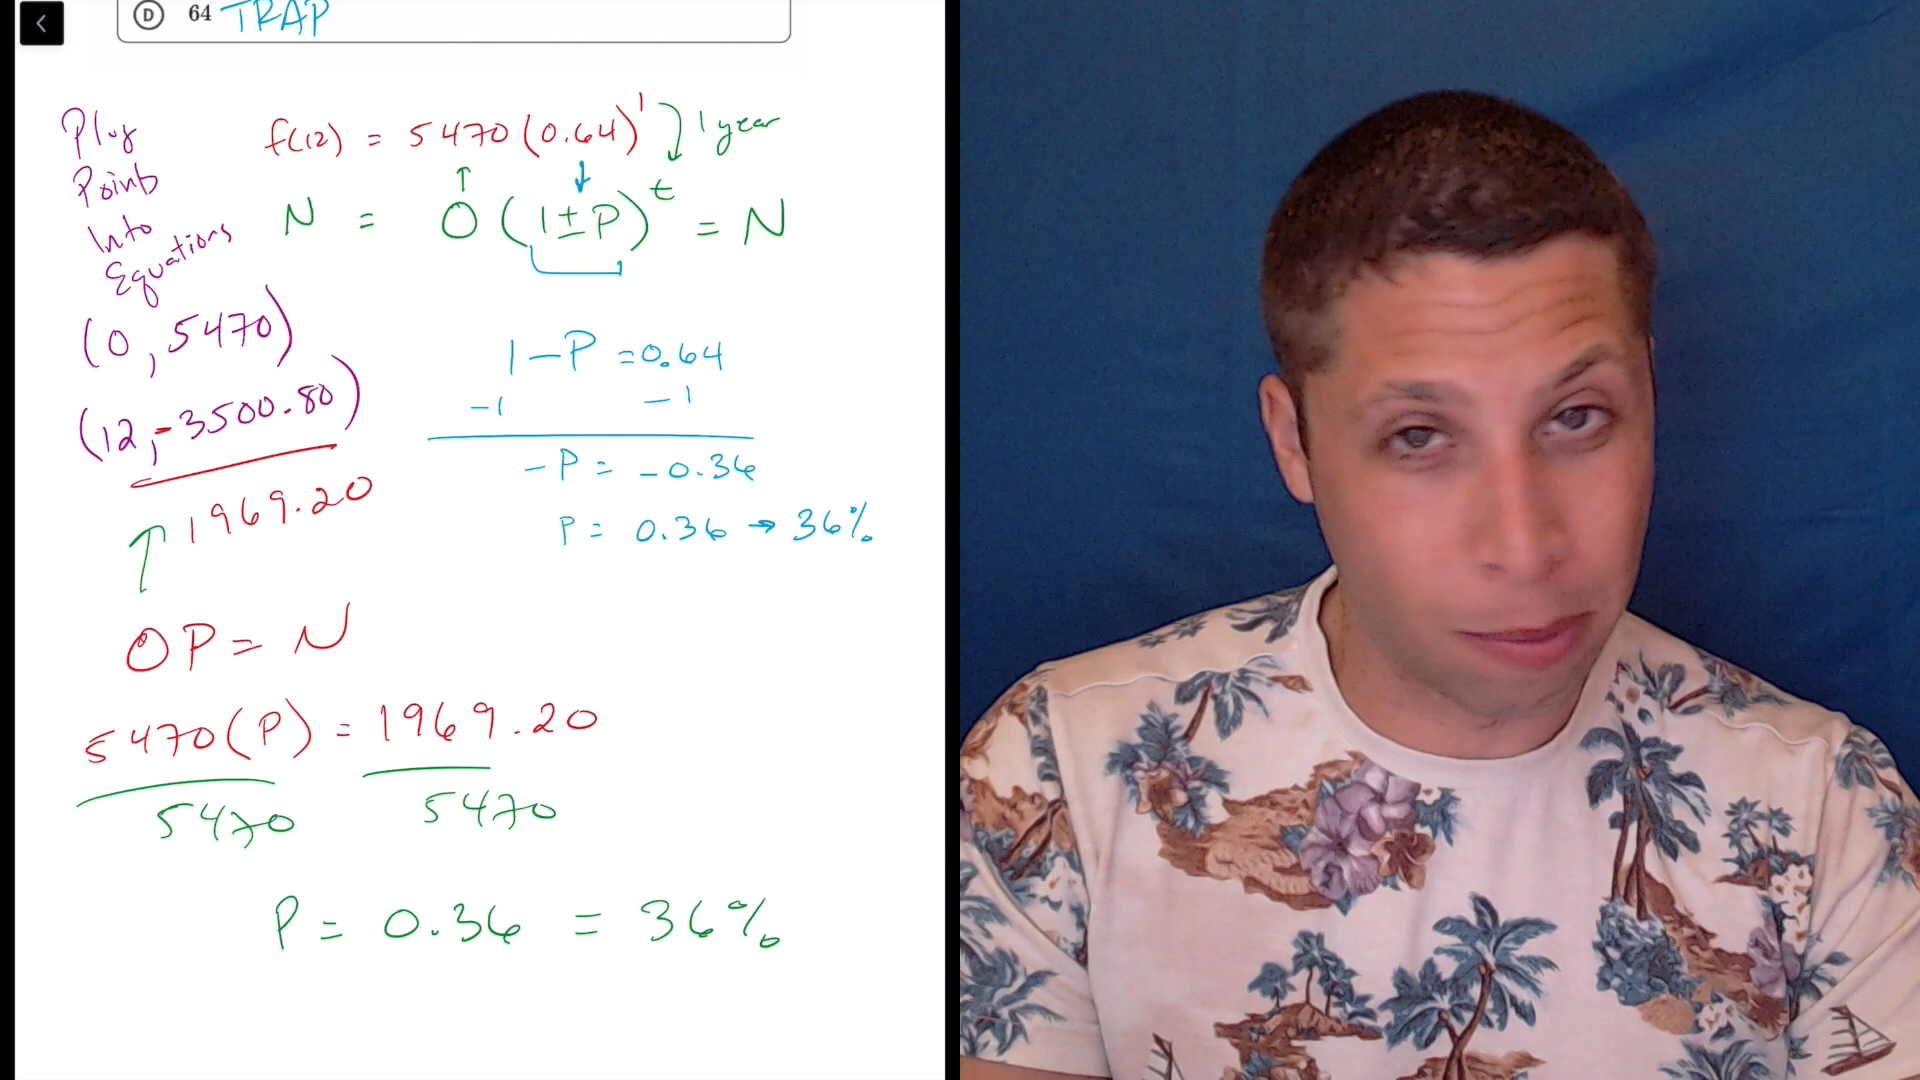 D 64 TRAP
Plug
Points
Into
Equations
f(12) = 5470(0.64)^1 1 year
N = O(1±P)^t = N
(0, 5470)
(12, -3500.80)
1969.20
1 - P = 0.64
-1 -1
-P = -0.36
P = 0.36 → 36%
OP = N
5470(P) = 1969.20
5470 5470
P = 0.36 = 36%